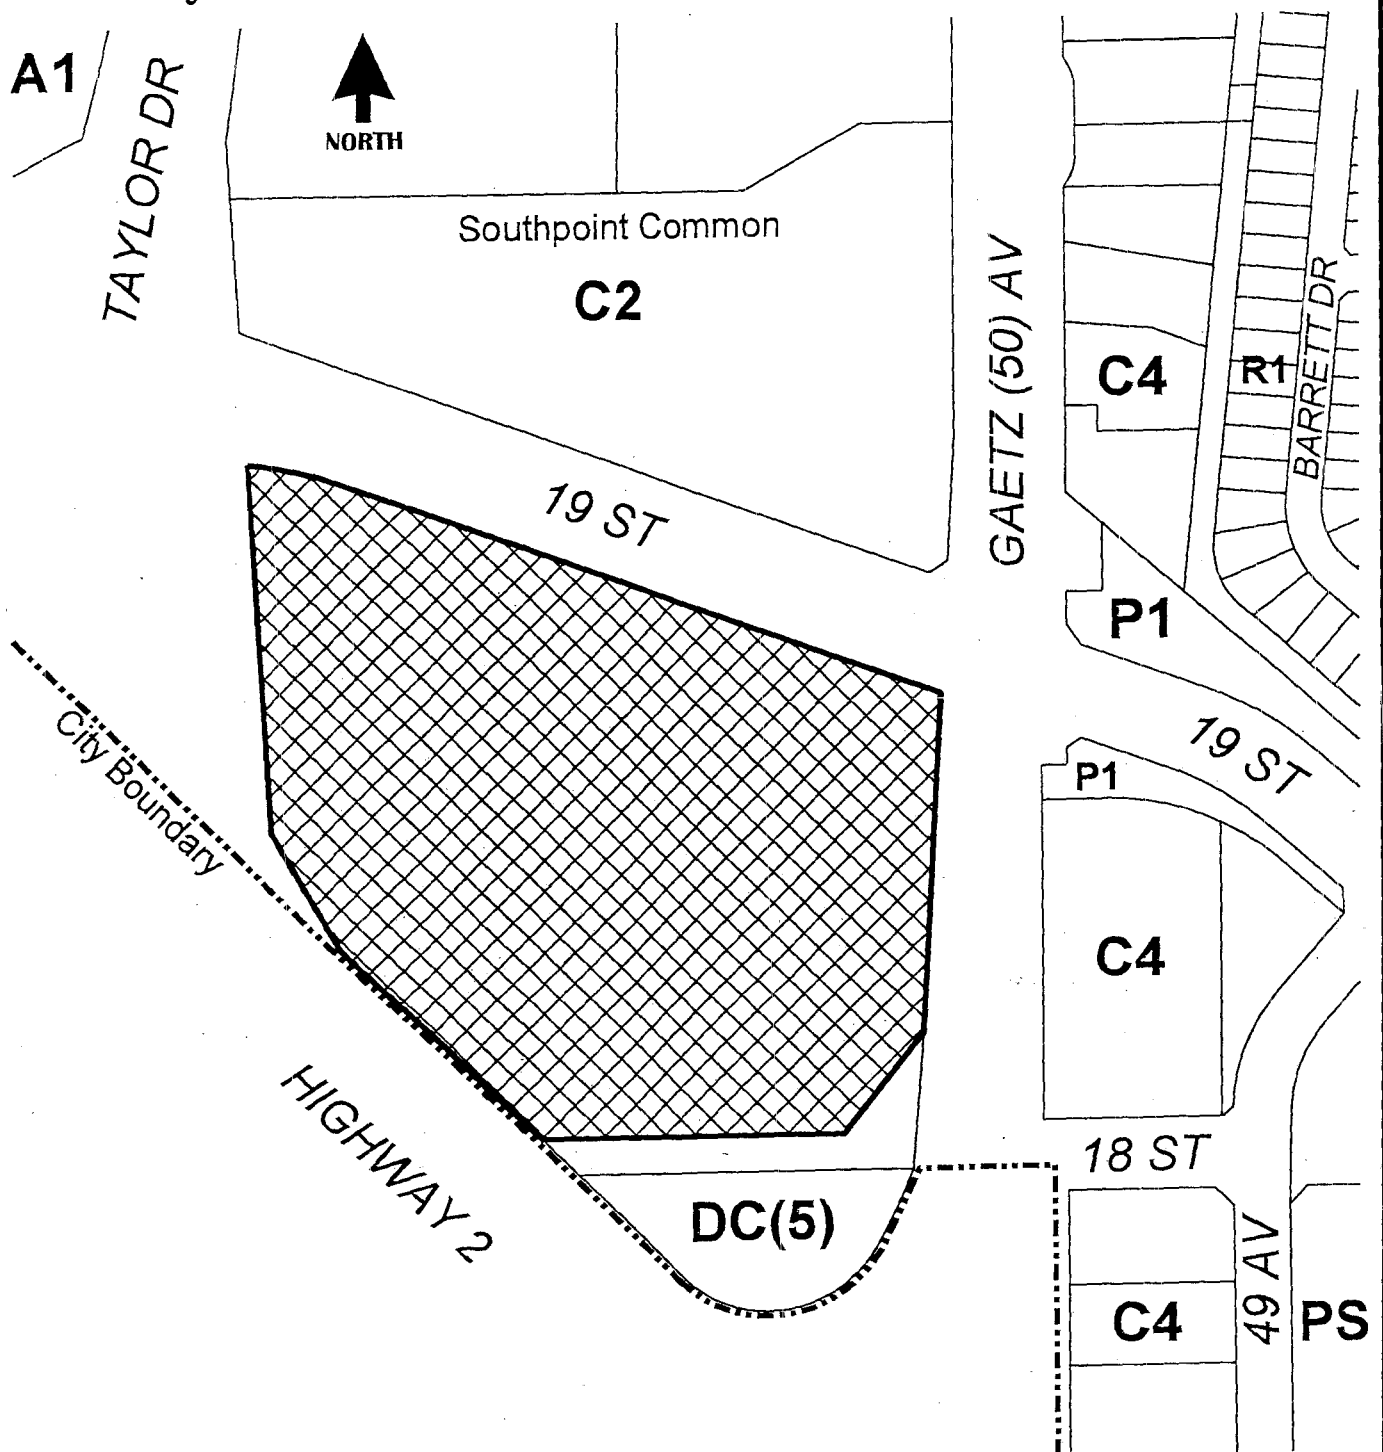 A1
TAYLOR DR
NORTH
Southpoint Common
C2
GAETZ (50) AV
C4
R1
BARRETT DR
19 ST
P1
19 ST
P1
City Boundary
C4
HIGHWAY 2
18 ST
DC(5)
49 AV
C4
PS